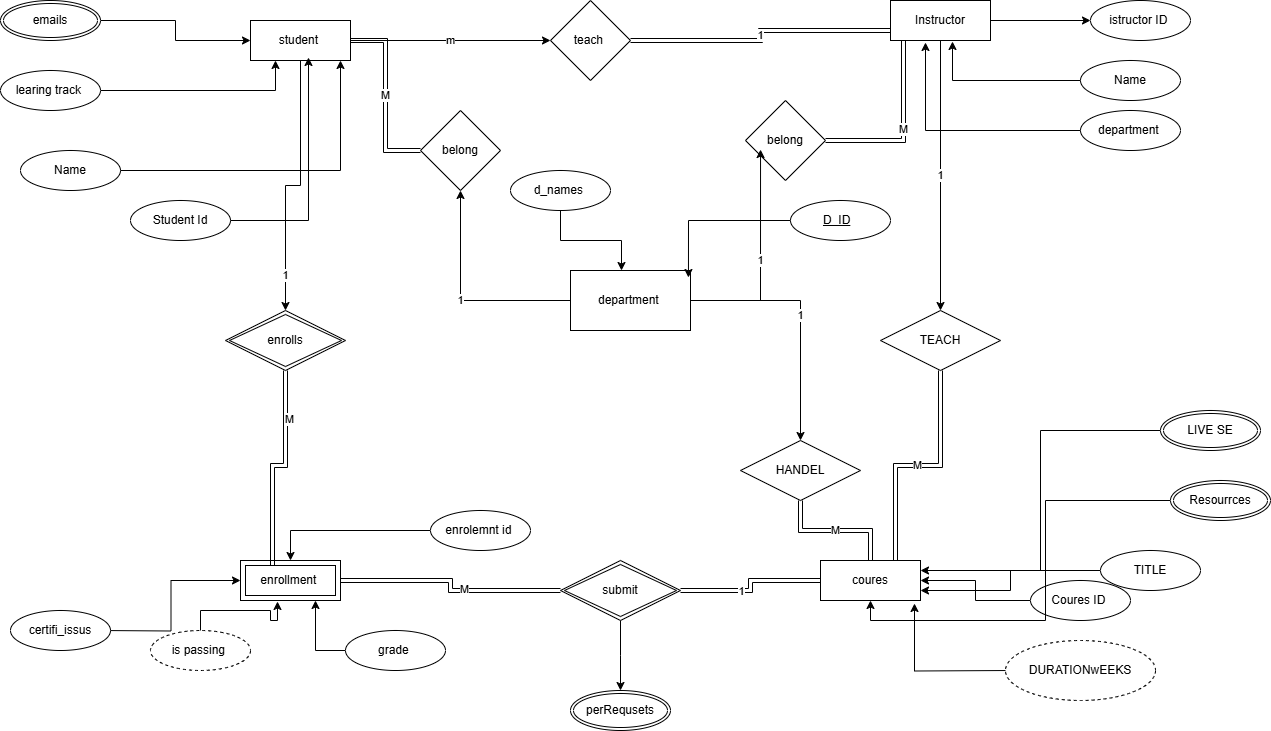 emails
student
m
teach
1
Instructor
istructor ID
learing track
M
Name
department
M
belong
belong
Name
1
d_names
Student Id
D_ID
1
1
1
department
1
enrolls
TEACH
M
LIVE SE
M
HANDEL
Resourrces
enrolemnt id
M
TITLE
enrollment
M
submit
1
coures
Coures ID
certifi_issus
is passing
grade
DURATIONwEEKS
perRequsets